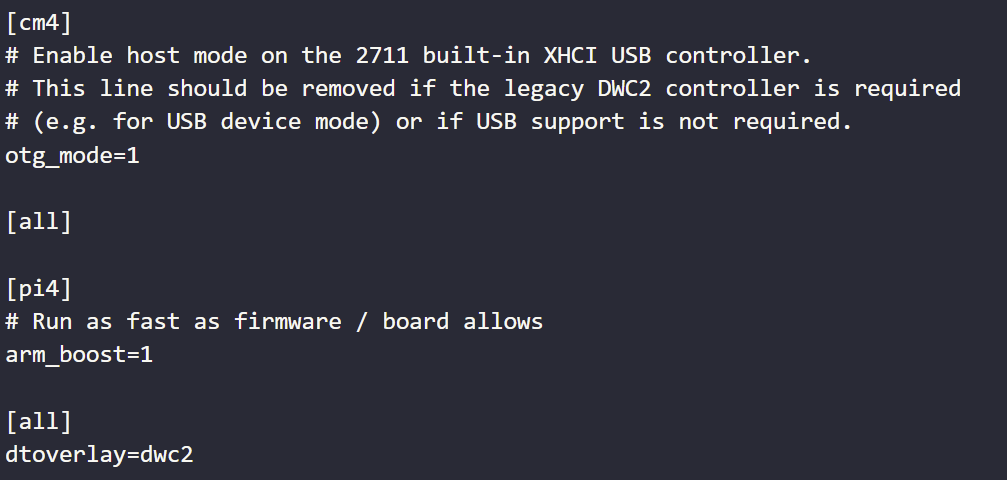 [cm4]
# Enable host mode on the 2711 built-in XHCI USB controller.
# This line should be removed if the legacy DWC2 controller is required
# (e.g. for USB device mode) or if USB support is not required.
otg_mode=1
[all]
[pi4]
# Run as fast as firmware / board allows
arm_boost=1
[all]
dtoverlay=dwc2